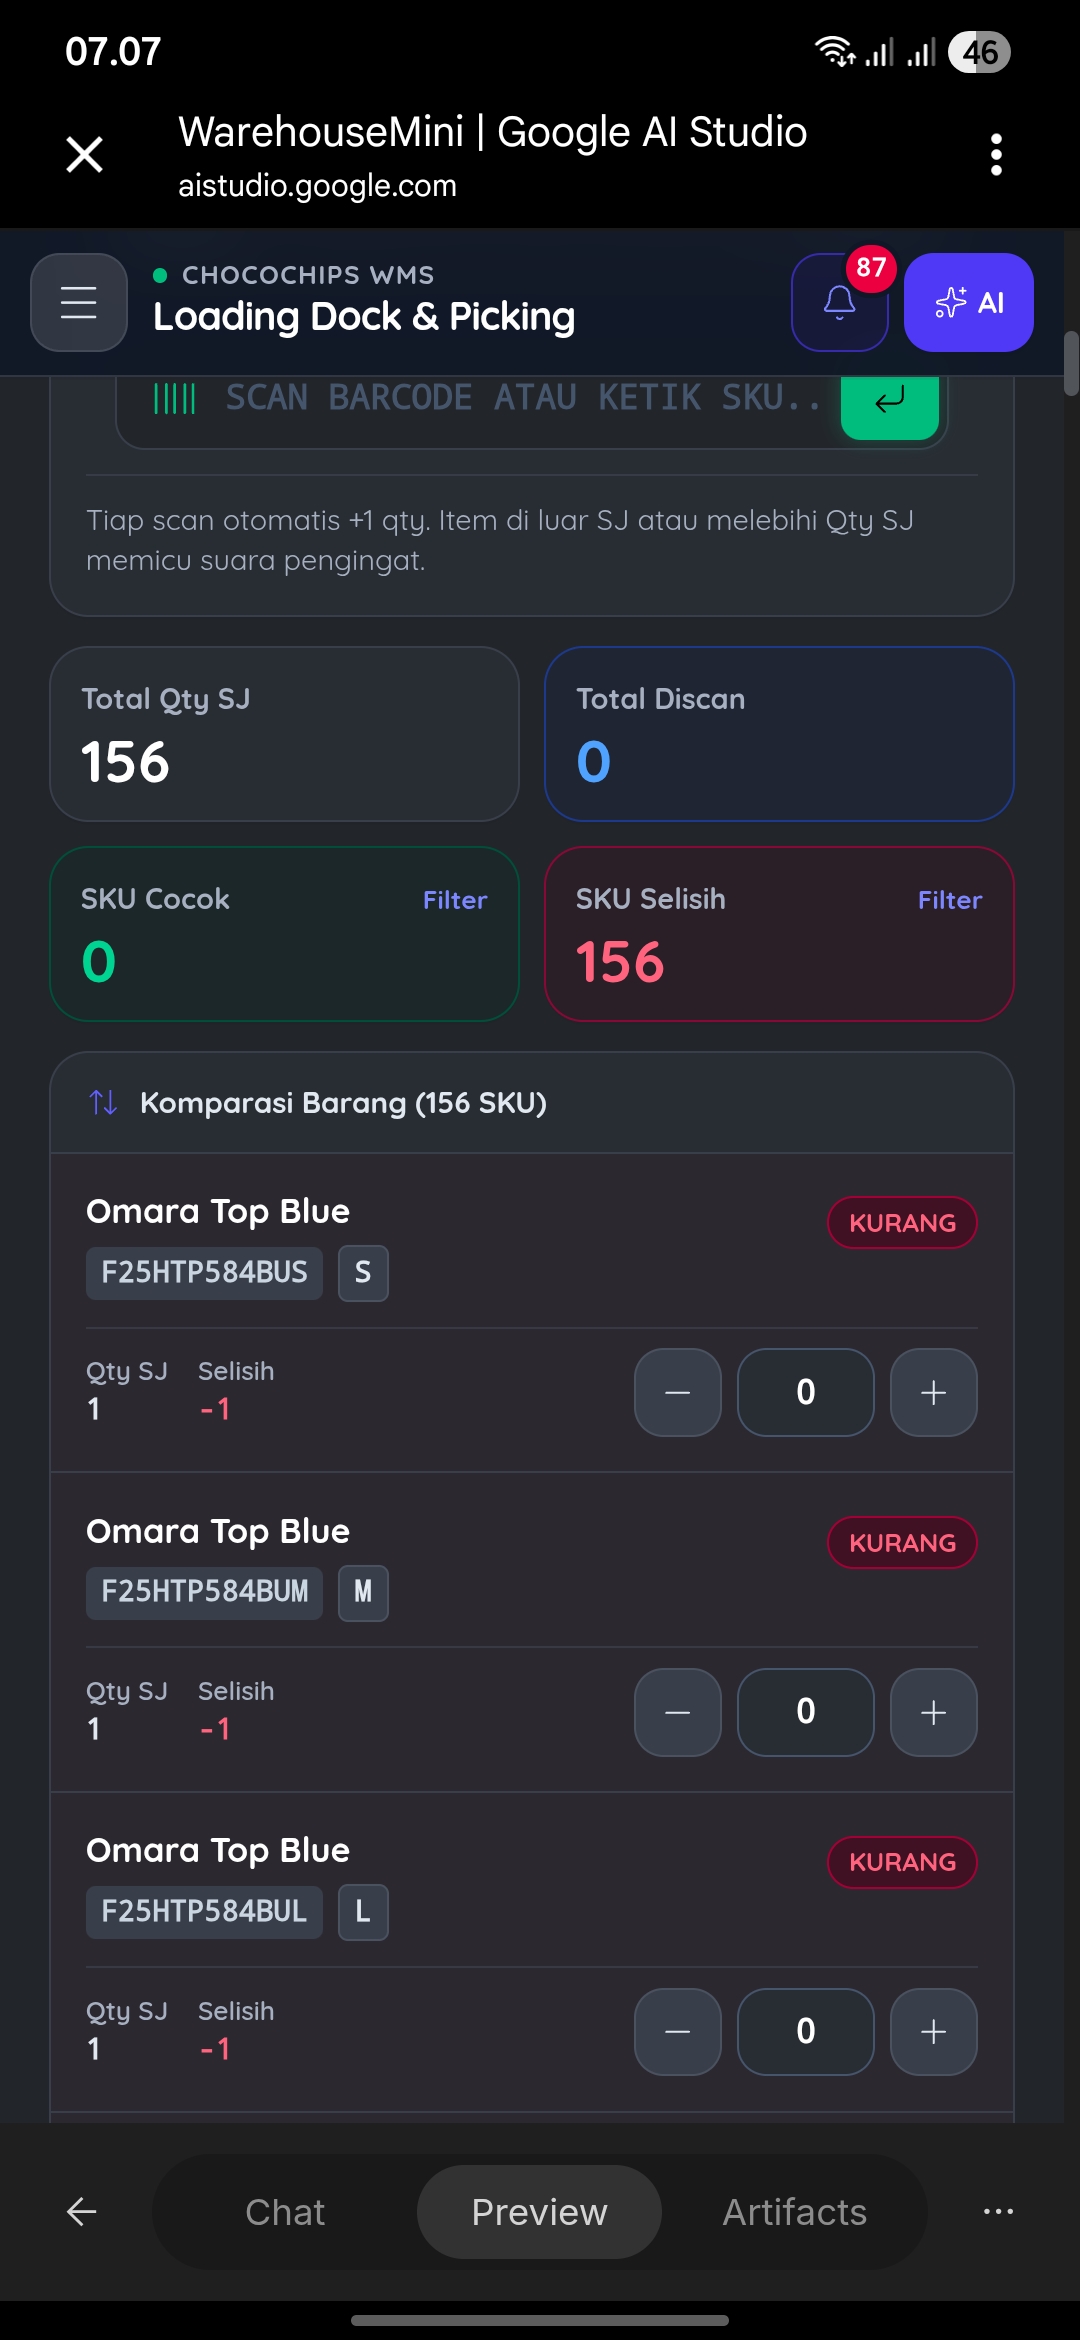 07.07
46
WarehouseMini | Google AI Studio
aistudio.google.com
CHOCOCHIPS WMS
Loading Dock & Picking
87
AI
SCAN BARCODE ATAU KETIK SKU..
Tiap scan otomatis +1 qty. Item di luar SJ atau melebihi Qty SJ
memicu suara pengingat.
Total Qty SJ
156
Total Discan
0
SKU Cocok
Filter
0
SKU Selisih
Filter
156
Komparasi Barang (156 SKU)
Omara Top Blue
KURANG
F25HTP584BUS
S
Qty SJ
Selisih
1
-1
0
Omara Top Blue
KURANG
F25HTP584BUM
M
Qty SJ
Selisih
1
-1
0
Omara Top Blue
KURANG
F25HTP584BUL
L
Qty SJ
Selisih
1
-1
0
Chat
Preview
Artifacts